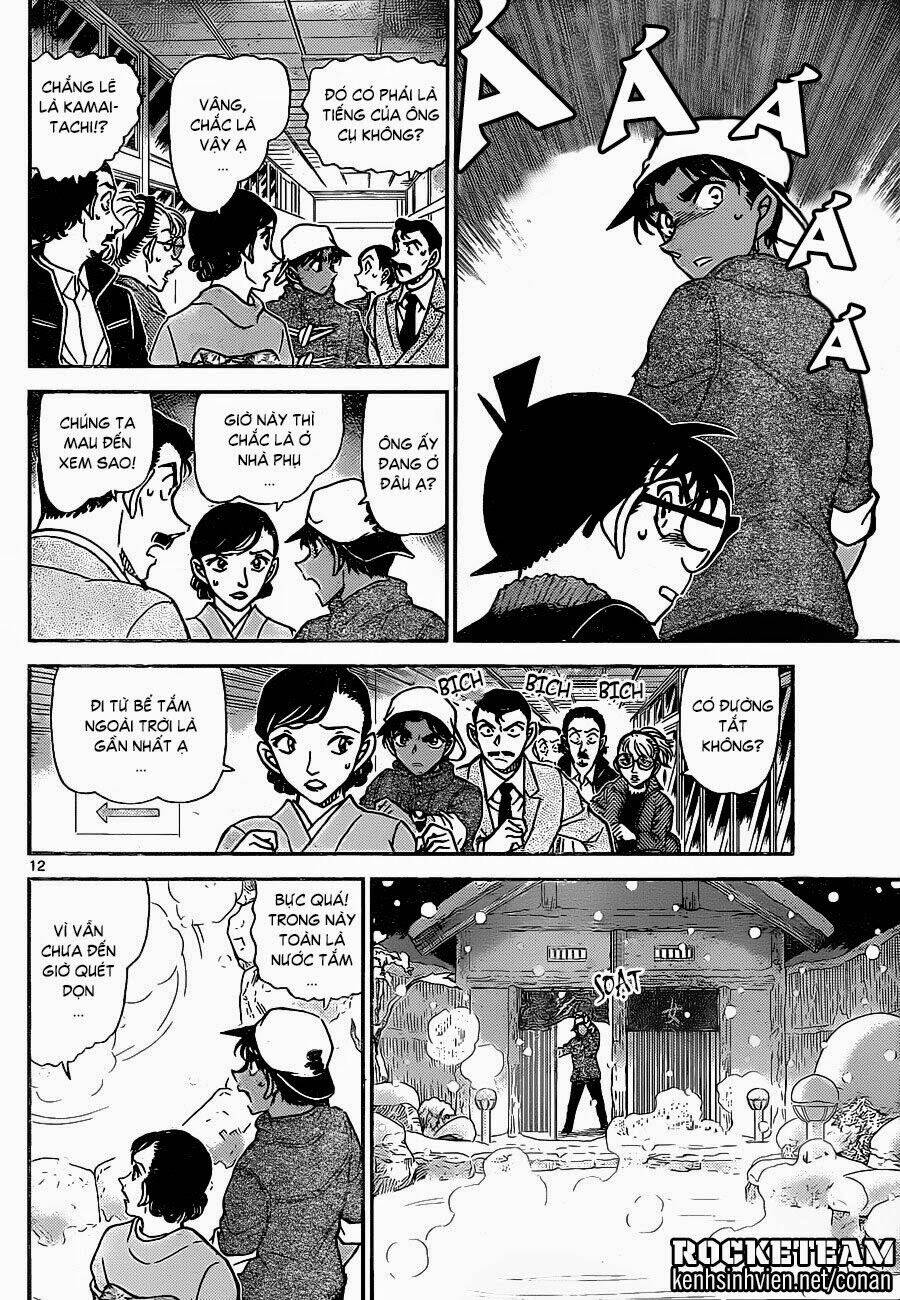 Á
Á
Á
Á
Á
Á
Á
ĐÓ CÓ PHẢI LÀ
TIẾNG CỦA ÔNG
CỤ KHÔNG?
VÂNG,
CHẮC LÀ
VẬY Ạ
...
CHẲNG LẼ
LÀ KAMAI-
TACHI!?
ÔNG ẤY
ĐANG Ở
ĐÂU Ạ?
GIỜ NÀY THÌ
CHẮC LÀ Ở
NHÀ PHỤ
...
CHÚNG TA
MAU ĐẾN
XEM SAO!
CÓ ĐƯỜNG
TẮT
KHÔNG?
BỊCH
BỊCH
BỊCH
ĐI TỪ BỂ TẮM
NGOÀI TRỜI LÀ
GẦN NHẤT Ạ
...
12
SOẠT
女
BỰC QUÁ!
TRONG NÀY
TOÀN LÀ
NƯỚC TẮM
VÌ VẪN
CHƯA ĐẾN
GIỜ QUÉT
DỌN
...
ROCKETEAM
kenhsinhvien.net/conan